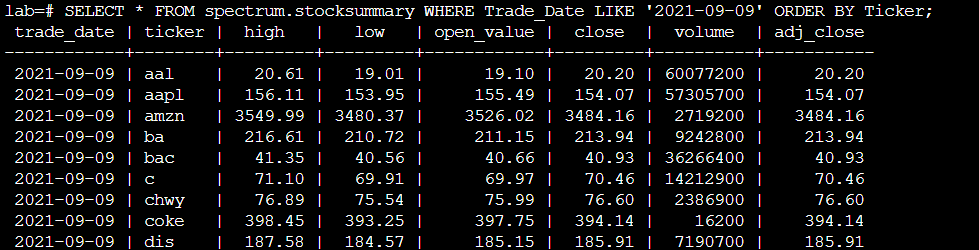 lab=# SELECT * FROM spectrum.stocksummary WHERE Trade_Date LIKE '2021-09-09' ORDER BY Ticker;
 trade_date | ticker |  high   |   low   | open_value |  close  |  volume  | adj_close
------------+--------+---------+---------+------------+---------+----------+-----------
 2021-09-09 | aal    |   20.61 |   19.01 |      19.10 |   20.20 | 60077200 |     20.20
 2021-09-09 | aapl   |  156.11 |  153.95 |     155.49 |  154.07 | 57305700 |    154.07
 2021-09-09 | amzn   | 3549.99 | 3480.37 |    3526.02 | 3484.16 |  2719200 |   3484.16
 2021-09-09 | ba     |  216.61 |  210.72 |     211.15 |  213.94 |  9242800 |    213.94
 2021-09-09 | bac    |   41.35 |   40.56 |      40.66 |   40.93 | 36266400 |     40.93
 2021-09-09 | c      |   71.10 |   69.91 |      69.97 |   70.46 | 14212900 |     70.46
 2021-09-09 | chwy   |   76.89 |   75.54 |      75.99 |   76.60 |  2386900 |     76.60
 2021-09-09 | coke   |  398.45 |  393.25 |     397.75 |  394.14 |    16200 |    394.14
 2021-09-09 | dis    |  187.58 |  184.57 |     185.15 |  185.91 |  7190700 |    185.91